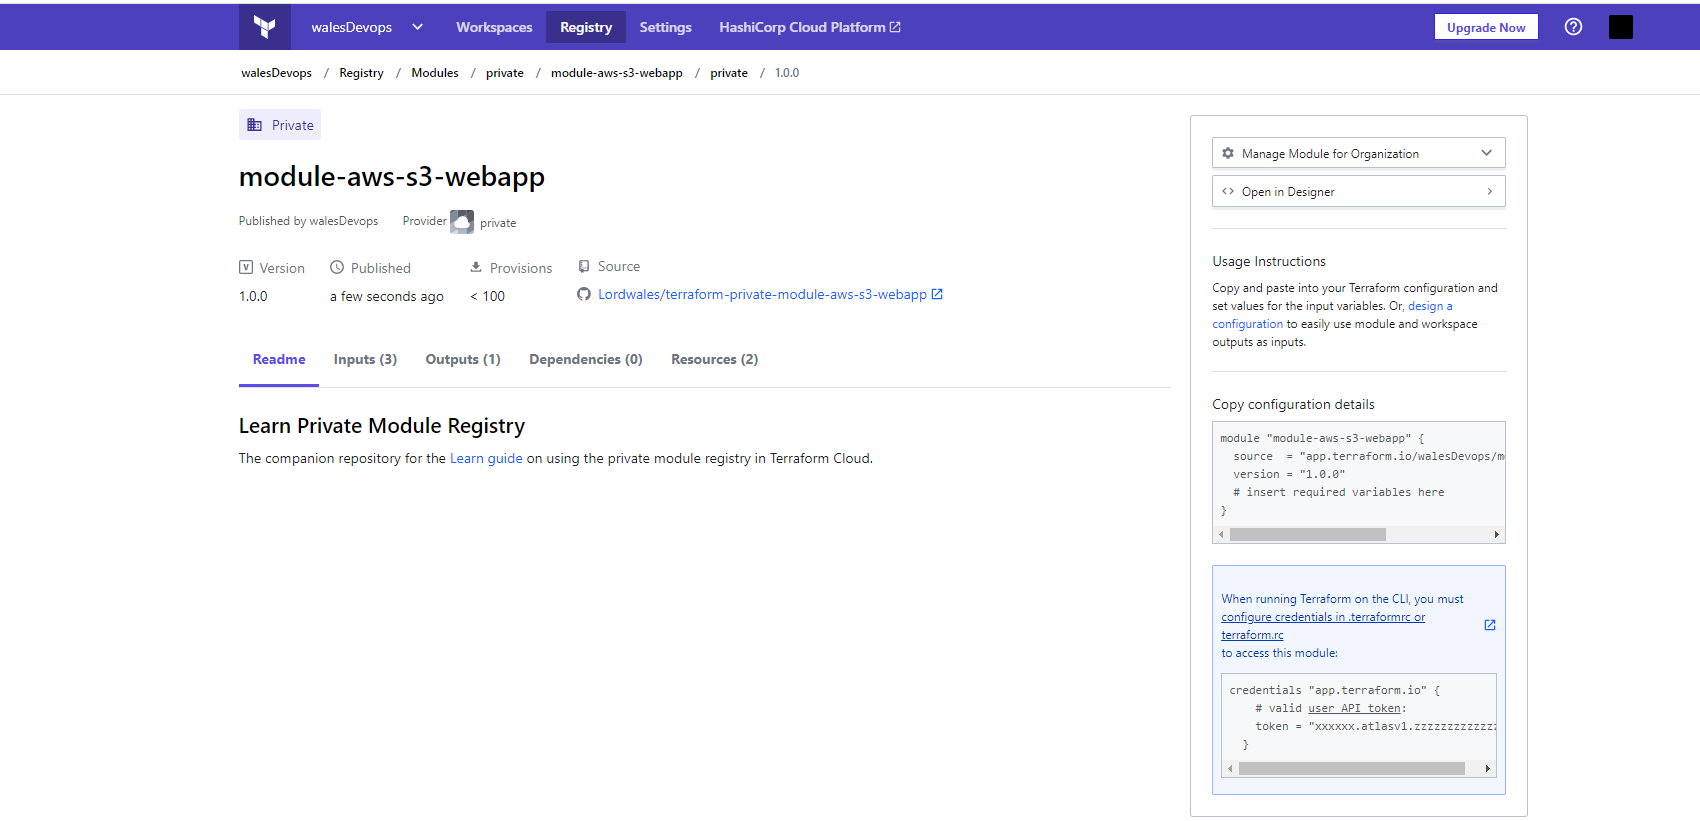 walesDevops
Workspaces
Registry
Settings
HashiCorp Cloud Platform
Upgrade Now
walesDevops / Registry / Modules / private / module-aws-s3-webapp / private / 1.0.0
Private
module-aws-s3-webapp
Published by walesDevops Provider private
Version Published Provisions Source
1.0.0 a few seconds ago < 100 Lordwales/terraform-private-module-aws-s3-webapp
Readme Inputs (3) Outputs (1) Dependencies (0) Resources (2)
Learn Private Module Registry
The companion repository for the Learn guide on using the private module registry in Terraform Cloud.
Manage Module for Organization
<> Open in Designer
Usage Instructions
Copy and paste into your Terraform configuration and
set values for the input variables. Or, design a
configuration to easily use module and workspace
outputs as inputs.
Copy configuration details
module "module-aws-s3-webapp" {
source = "app.terraform.io/walesDevops/m
version = "1.0.0"
# insert required variables here
}
When running Terraform on the CLI, you must
configure credentials in .terraformrc or
terraform.rc
to access this module:
credentials "app.terraform.io" {
# valid user API token:
token = "xxxxxx.atlasv1.zzzzzzzzzzzzz
}